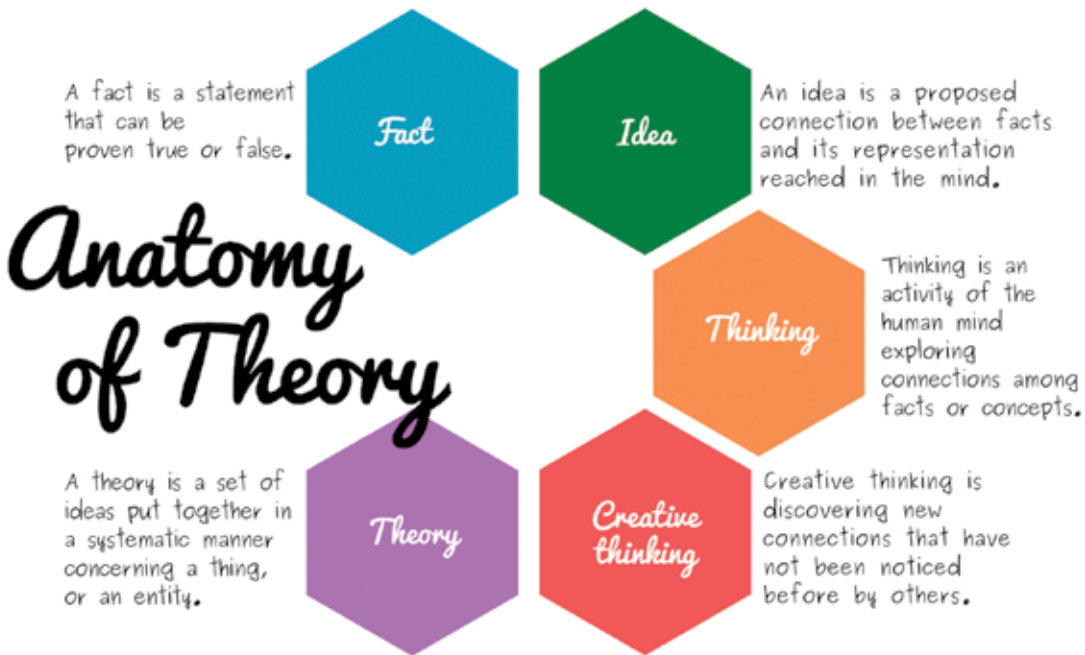 Anatomy
of Theory
Fact
A fact is a statement
that can be
proven true or false.
Idea
An idea is a proposed
connection between facts
and its representation
reached in the mind.
Thinking
Thinking is an
activity of the
human mind
exploring
connections among
facts or concepts.
Creative
thinking
Creative thinking is
discovering new
connections that have
not been noticed
before by others.
Theory
A theory is a set of
ideas put together in
a systematic manner
concerning a thing,
or an entity.